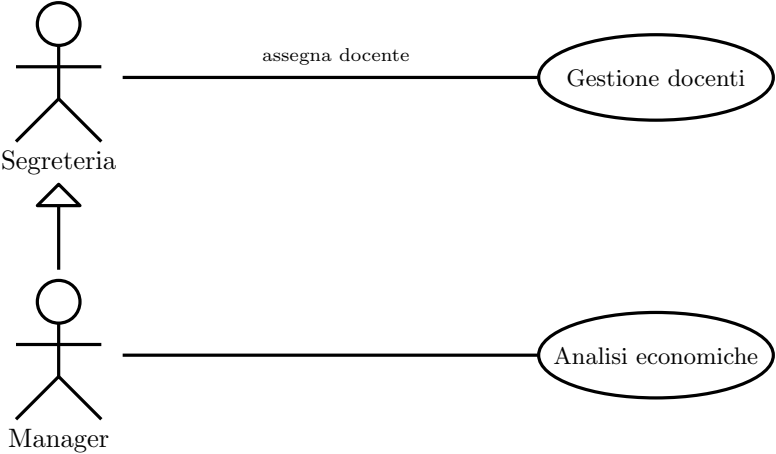 assegna docente
Gestione docenti
Segreteria
Analisi economiche
Manager